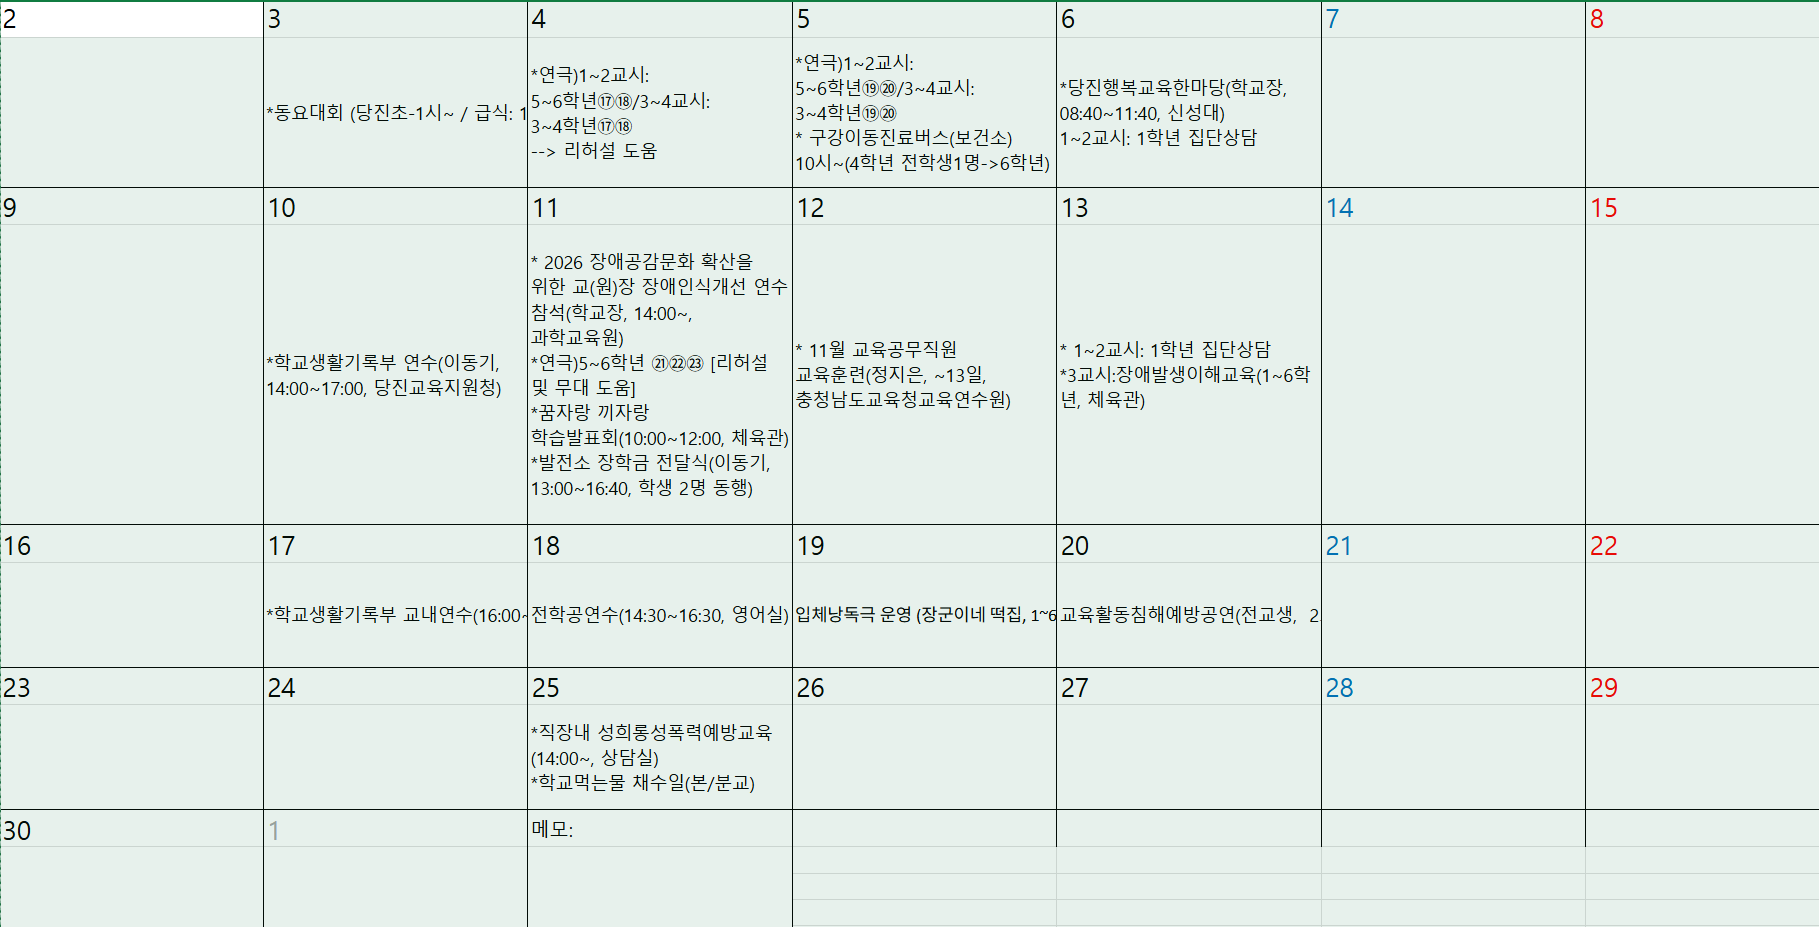 2
3
4
5
6
7
8
*동요대회 (당진초-1시~ / 급식: 1
*연극)1~2교시:
5~6학년⑰⑱/3~4교시:
3~4학년⑰⑱
--> 리허설 도움
*연극)1~2교시:
5~6학년⑲⑳/3~4교시:
3~4학년⑲⑳
* 구강이동진료버스(보건소)
10시~(4학년 전학생1명->6학년)
*당진행복교육한마당(학교장,
08:40~11:40, 신성대)
1~2교시: 1학년 집단상담
9
10
11
12
13
14
15
*학교생활기록부 연수(이동기,
14:00~17:00, 당진교육지원청)
* 2026 장애공감문화 확산을
위한 교(원)장 장애인식개선 연수
참석(학교장, 14:00~,
과학교육원)
*연극)5~6학년 ㉑㉒㉓ [리허설
및 무대 도움]
*꿈자랑 끼자랑
학습발표회(10:00~12:00, 체육관)
*발전소 장학금 전달식(이동기,
13:00~16:40, 학생 2명 동행)
* 11월 교육공무직원
교육훈련(정지은, ~13일,
충청남도교육청교육연수원)
* 1~2교시: 1학년 집단상담
*3교시:장애발생이해교육(1~6학
년, 체육관)
16
17
18
19
20
21
22
*학교생활기록부 교내연수(16:00~
전학공연수(14:30~16:30, 영어실)
입체낭독극 운영 (장군이네 떡집, 1~6
교육활동침해예방공연(전교생, 2
23
24
25
26
27
28
29
*직장내 성희롱성폭력예방교육
(14:00~, 상담실)
*학교먹는물 채수일(본/분교)
30
1
메모: